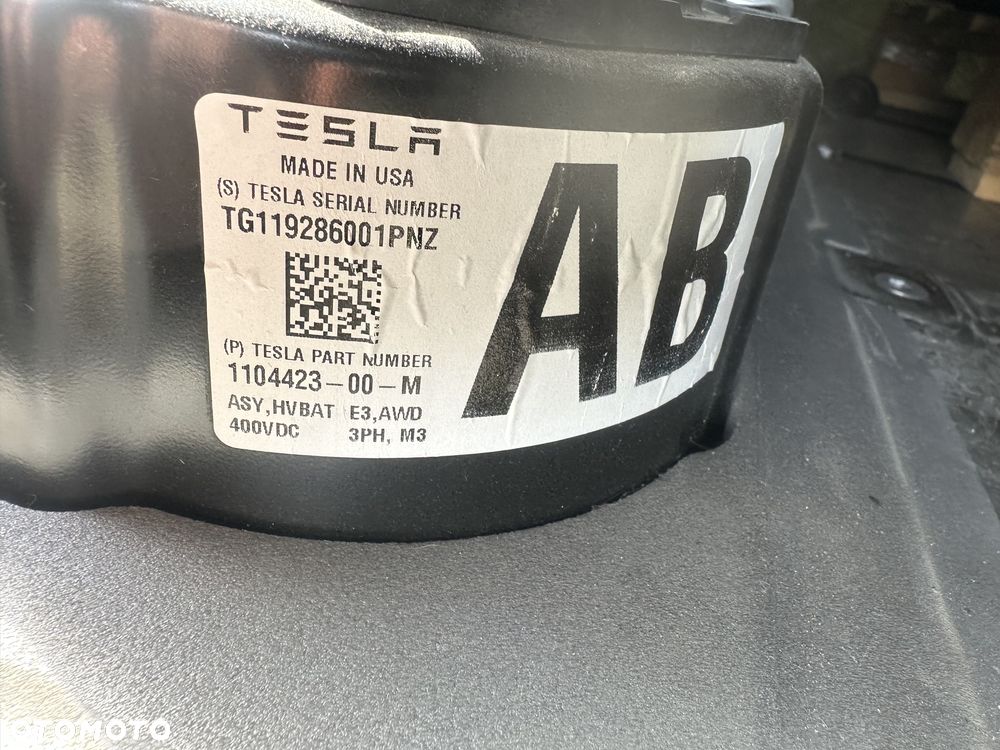 TESLA
MADE IN USA
(S) TESLA SERIAL NUMBER
TG119286001PNZ
(P) TESLA PART NUMBER
1104423-00-M
ASY,HVBAT E3,AWD
400VDC 3PH, M3
AB
OTOMOTO